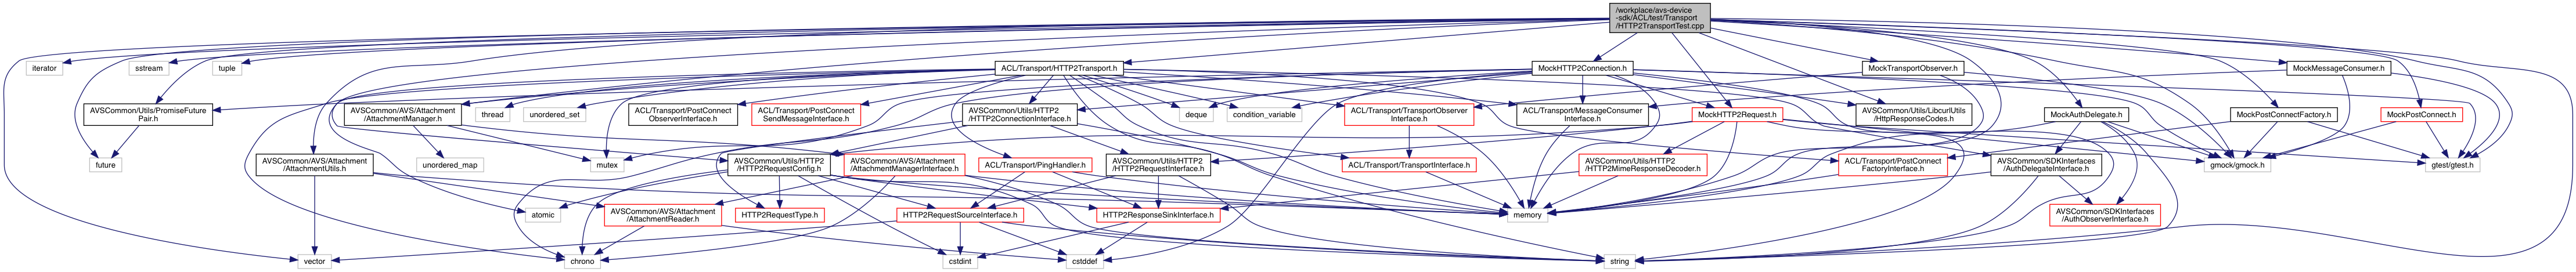 /workplace/avs-device
-sdk/ACL/test/Transport
/HTTP2TransportTest.cpp
iterator
sstream
tuple
ACL/Transport/HTTP2Transport.h
MockHTTP2Connection.h
MockTransportObserver.h
MockMessageConsumer.h
AVSCommon/Utils/PromiseFuture
Pair.h
AVSCommon/AVS/Attachment
/AttachmentManager.h
thread
unordered_set
ACL/Transport/PostConnect
ObserverInterface.h
ACL/Transport/PostConnect
SendMessageInterface.h
AVSCommon/Utils/HTTP2
/HTTP2ConnectionInterface.h
deque
condition_variable
ACL/Transport/TransportObserver
Interface.h
ACL/Transport/MessageConsumer
Interface.h
MockHTTP2Request.h
AVSCommon/Utils/LibcurlUtils
/HttpResponseCodes.h
MockAuthDelegate.h
MockPostConnectFactory.h
MockPostConnect.h
future
AVSCommon/AVS/Attachment
/AttachmentUtils.h
unordered_map
mutex
AVSCommon/Utils/HTTP2
/HTTP2RequestConfig.h
AVSCommon/AVS/Attachment
/AttachmentManagerInterface.h
ACL/Transport/PingHandler.h
AVSCommon/Utils/HTTP2
/HTTP2RequestInterface.h
ACL/Transport/TransportInterface.h
AVSCommon/Utils/HTTP2
/HTTP2MimeResponseDecoder.h
ACL/Transport/PostConnect
FactoryInterface.h
AVSCommon/SDKInterfaces
/AuthDelegateInterface.h
gmock/gmock.h
gtest/gtest.h
atomic
AVSCommon/AVS/Attachment
/AttachmentReader.h
HTTP2RequestType.h
HTTP2RequestSourceInterface.h
HTTP2ResponseSinkInterface.h
memory
AVSCommon/SDKInterfaces
/AuthObserverInterface.h
vector
chrono
cstdint
cstddef
string